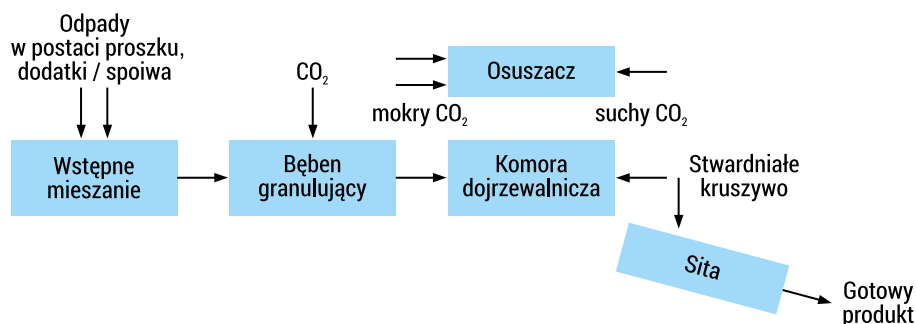 Odpady
w postaci proszku,
dodatki / spoiwa
CO₂
Osuszacz
mokry CO₂
suchy CO₂
Wstępne
mieszanie
Bęben
granulujący
Komora
dojrzewalnicza
Stwardniałe
kruszywo
Sita
Gotowy
produkt